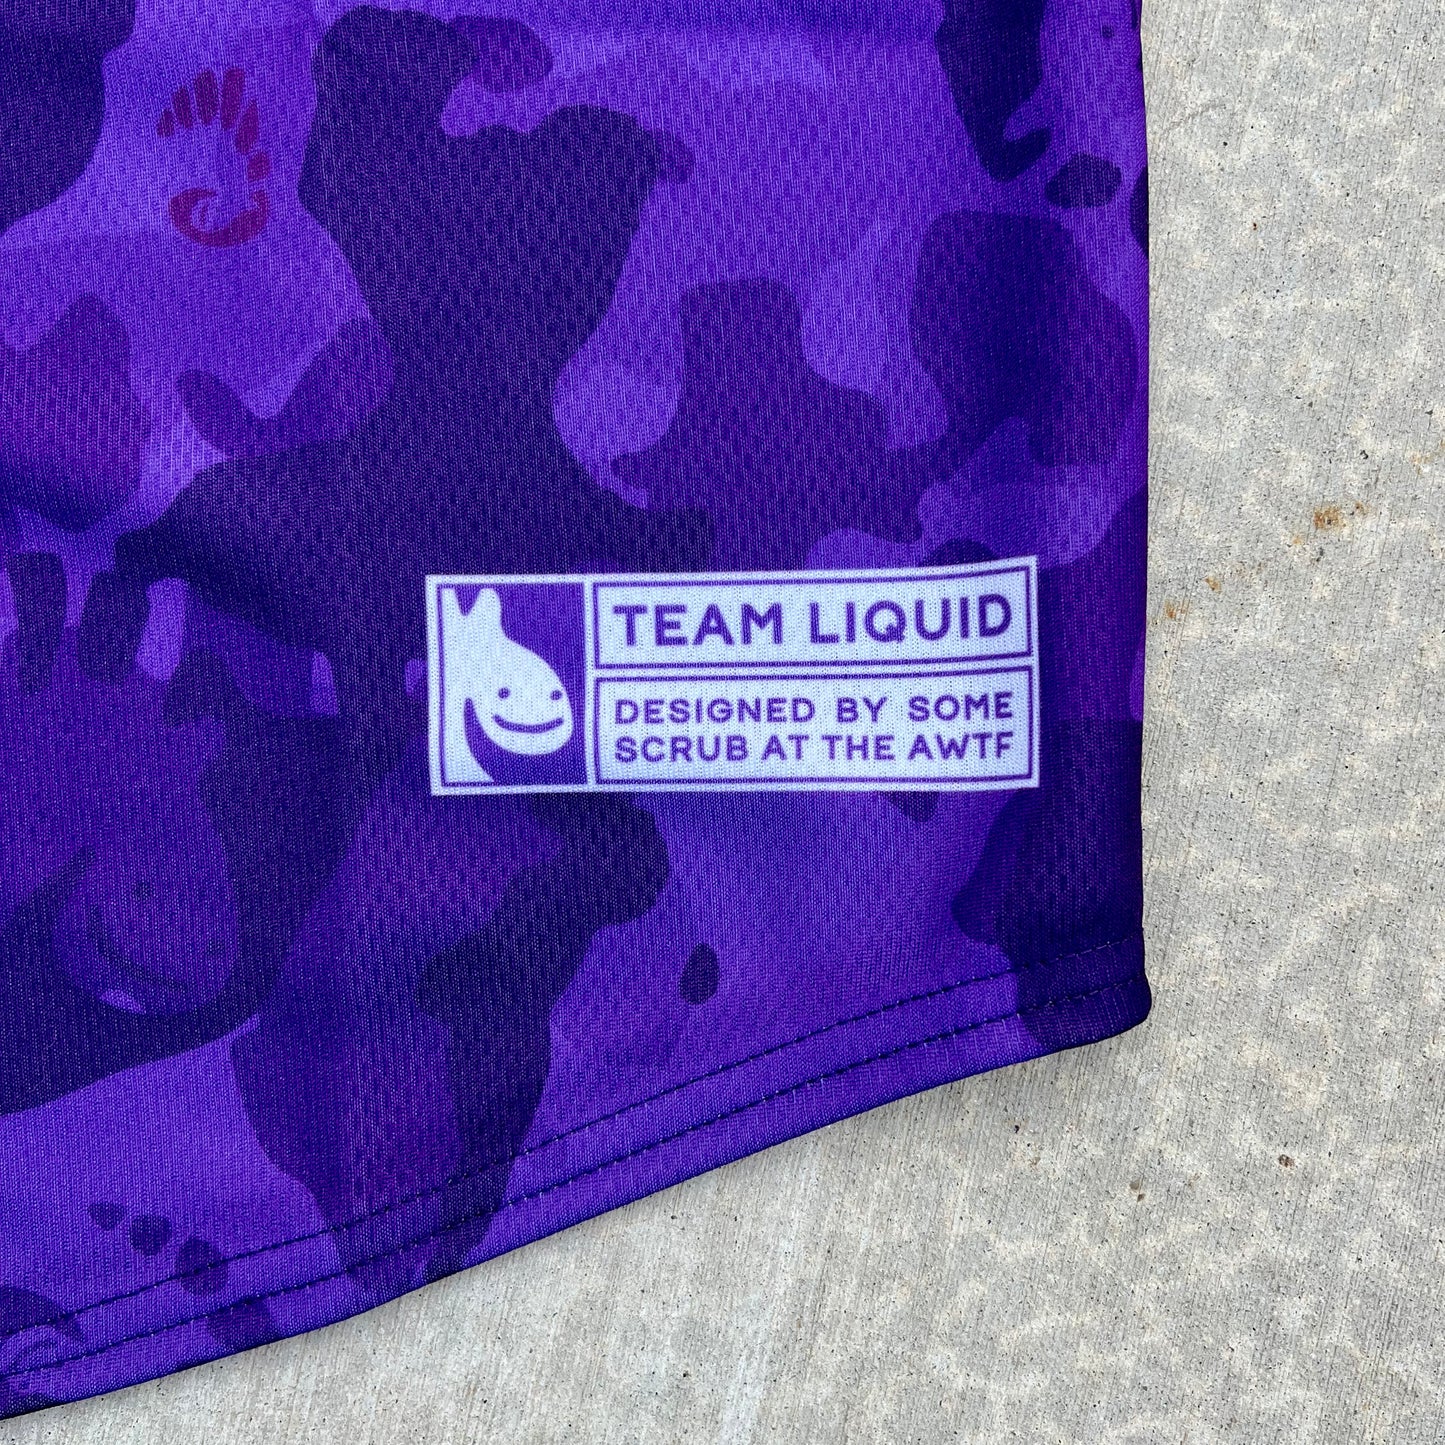 TEAM LIQUID
DESIGNED BY SOME
SCRUB AT THE AWTF